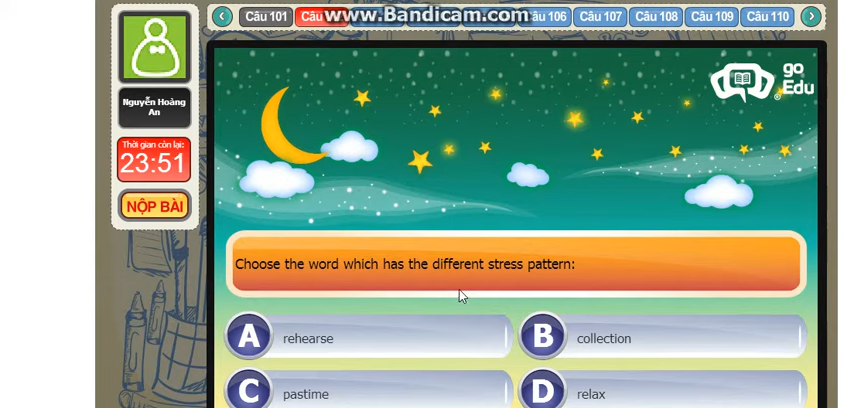 Câu 101
Câu
www.Bandicam.com
106
Câu 107
Câu 108
Câu 109
Câu 110
Nguyễn Hoàng
An
Thời gian còn lại:
23:51
NỘP BÀI
go
Edu
Choose the word which has the different stress pattern:
A rehearse
B collection
C pastime
D relax